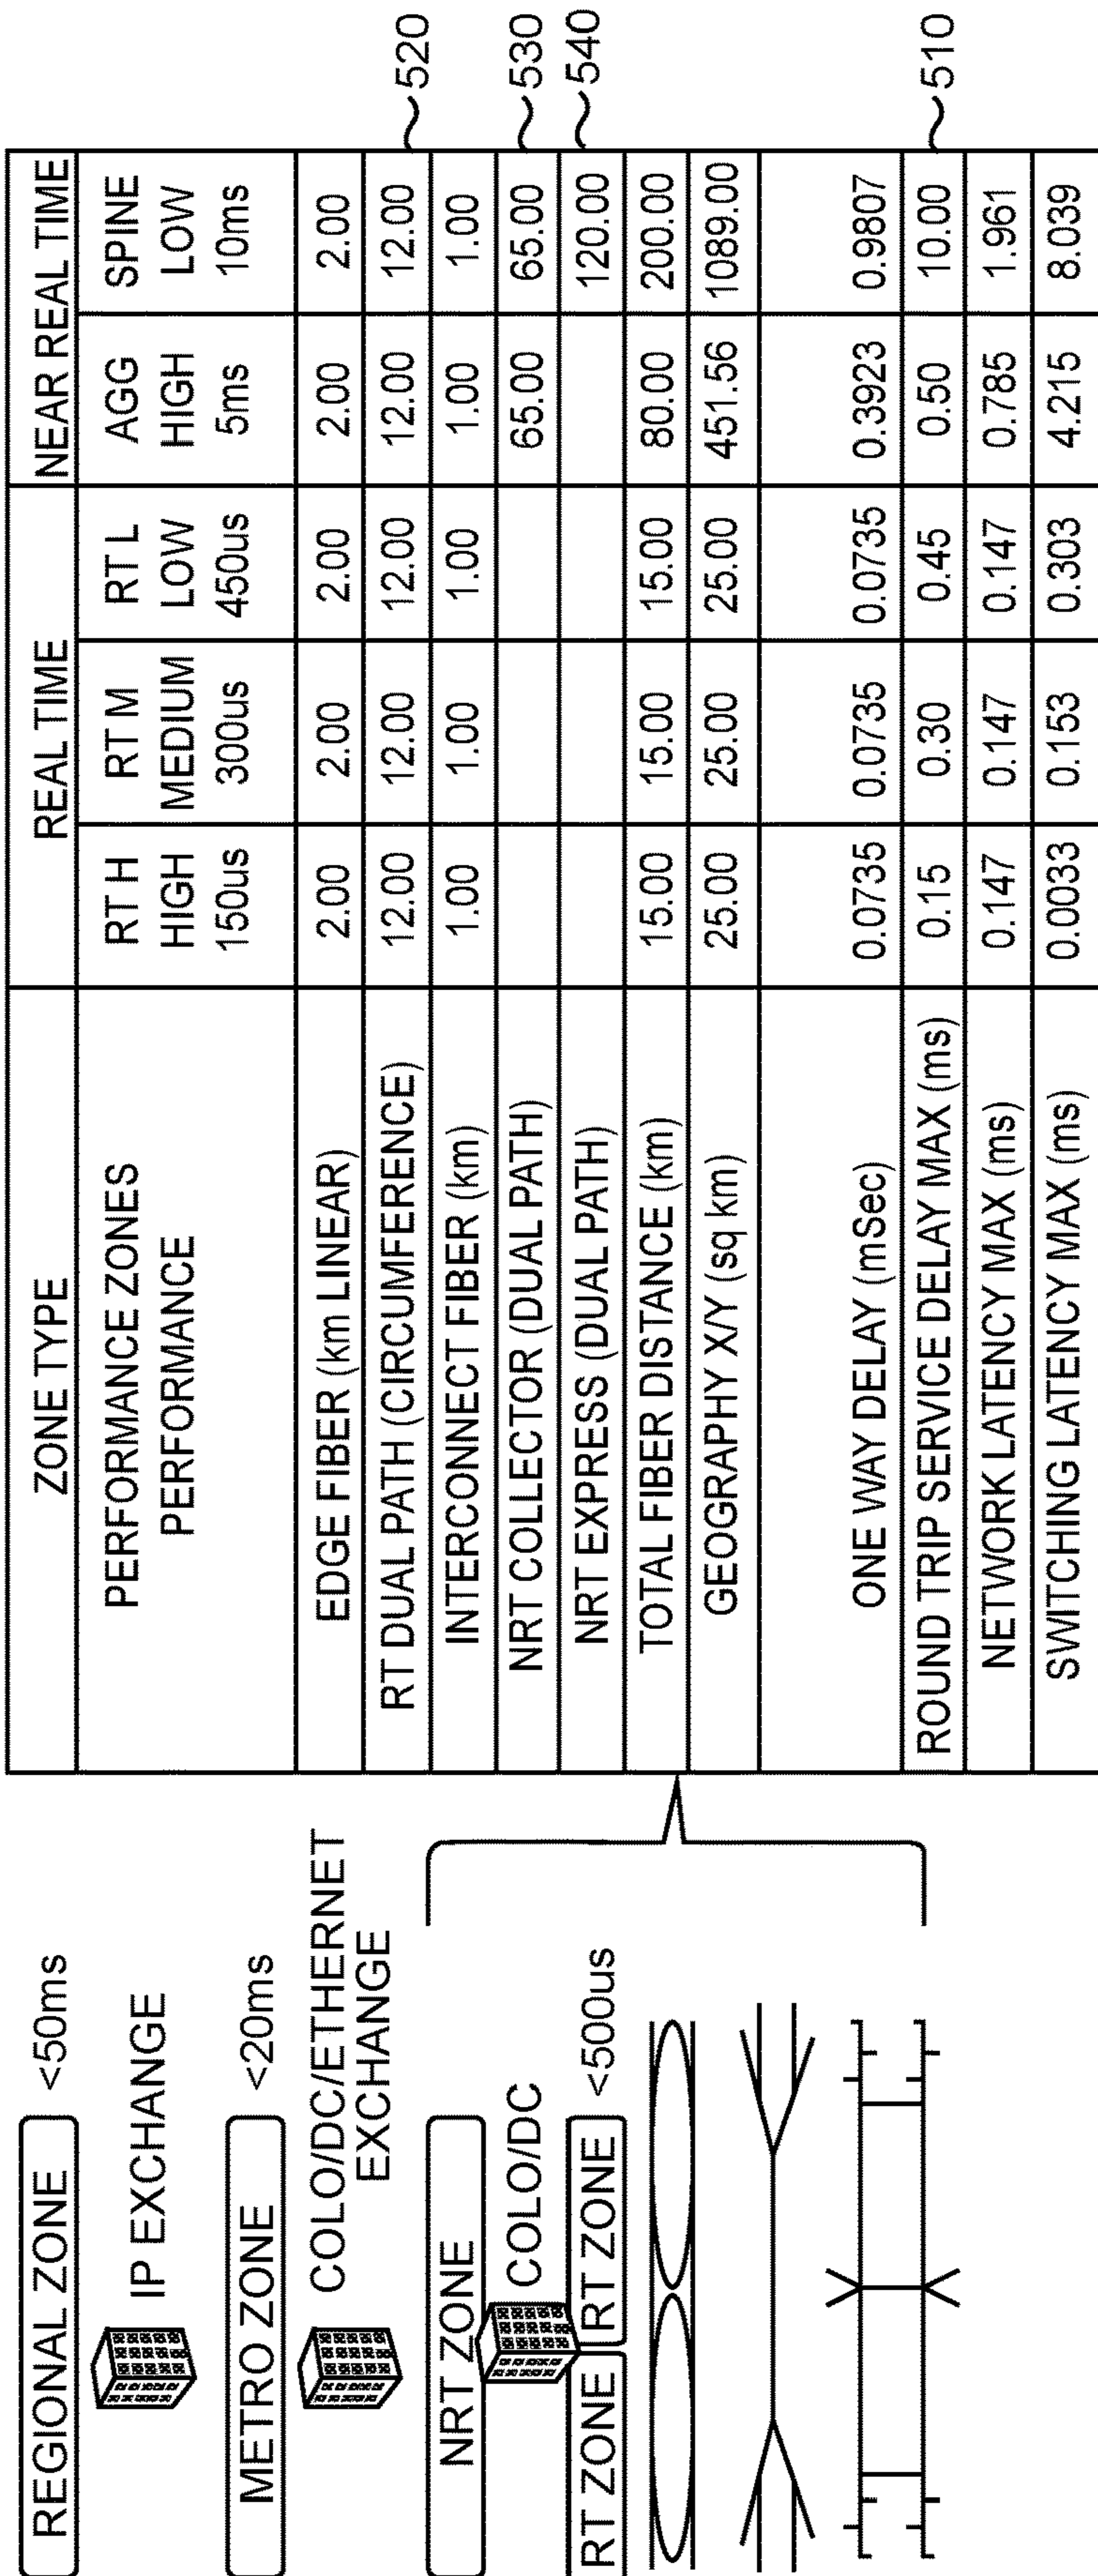 REGIONAL ZONE <50ms
IP EXCHANGE
METRO ZONE <20ms
COLO/DC/ETHERNET
EXCHANGE
NRT ZONE
COLO/DC
RT ZONE RT ZONE <500us
ZONE TYPE REAL TIME NEAR REAL TIME
PERFORMANCE ZONES RT H RT M RT L AGG SPINE
PERFORMANCE HIGH MEDIUM LOW HIGH LOW
150us 300us 450us 5ms 10ms
EDGE FIBER (km LINEAR) 2.00 2.00 2.00 2.00 2.00
RT DUAL PATH (CIRCUMFERENCE) 12.00 12.00 12.00 12.00 12.00 520
INTERCONNECT FIBER (km) 1.00 1.00 1.00 1.00 1.00
NRT COLLECTOR (DUAL PATH) 65.00 65.00 530
NRT EXPRESS (DUAL PATH) 120.00 540
TOTAL FIBER DISTANCE (km) 15.00 15.00 15.00 80.00 200.00
GEOGRAPHY X/Y (sq km) 25.00 25.00 25.00 451.56 1089.00
ONE WAY DELAY (mSec) 0.0735 0.0735 0.0735 0.3923 0.9807
ROUND TRIP SERVICE DELAY MAX (ms) 0.15 0.30 0.45 0.50 10.00 510
NETWORK LATENCY MAX (ms) 0.147 0.147 0.147 0.785 1.961
SWITCHING LATENCY MAX (ms) 0.0033 0.153 0.303 4.215 8.039